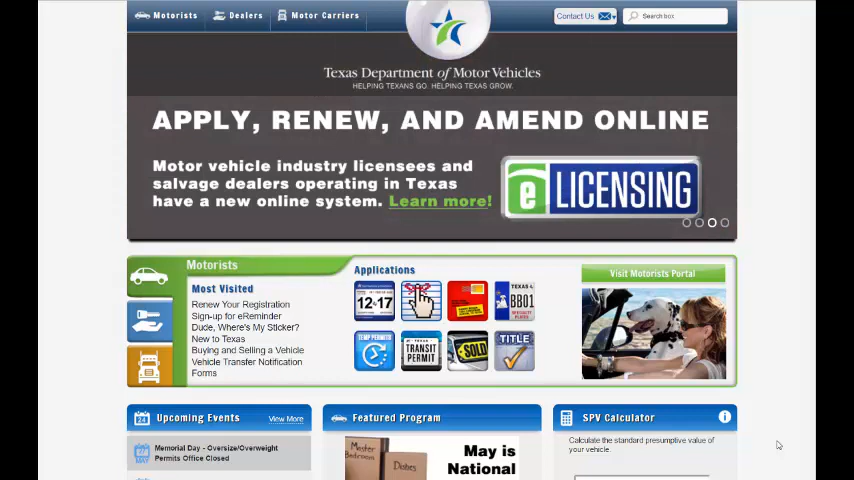 Motorists
Dealers
Motor Carriers
Contact Us
Search box
Texas Department of Motor Vehicles
HELPING TEXANS GO. HELPING TEXAS GROW.
APPLY, RENEW, AND AMEND ONLINE
Motor vehicle industry licensees and
salvage dealers operating in Texas
have a new online system. Learn more!
e LICENSING
Motorists
Most Visited
Renew Your Registration
Sign-up for eReminder
Dude, Where's My Sticker?
New to Texas
Buying and Selling a Vehicle
Vehicle Transfer Notification
Forms
Applications
12 17
TEXAS
BB01
TEMP PERMITS
TRANSIT
PERMIT
SOLD
TITLE
Visit Motorists Portal
Upcoming Events
View More
Memorial Day - Oversize/Overweight
Permits Office Closed
Featured Program
Master
Bedroom
Dishes
May is
National
SPV Calculator
Calculate the standard presumptive value of
your vehicle.